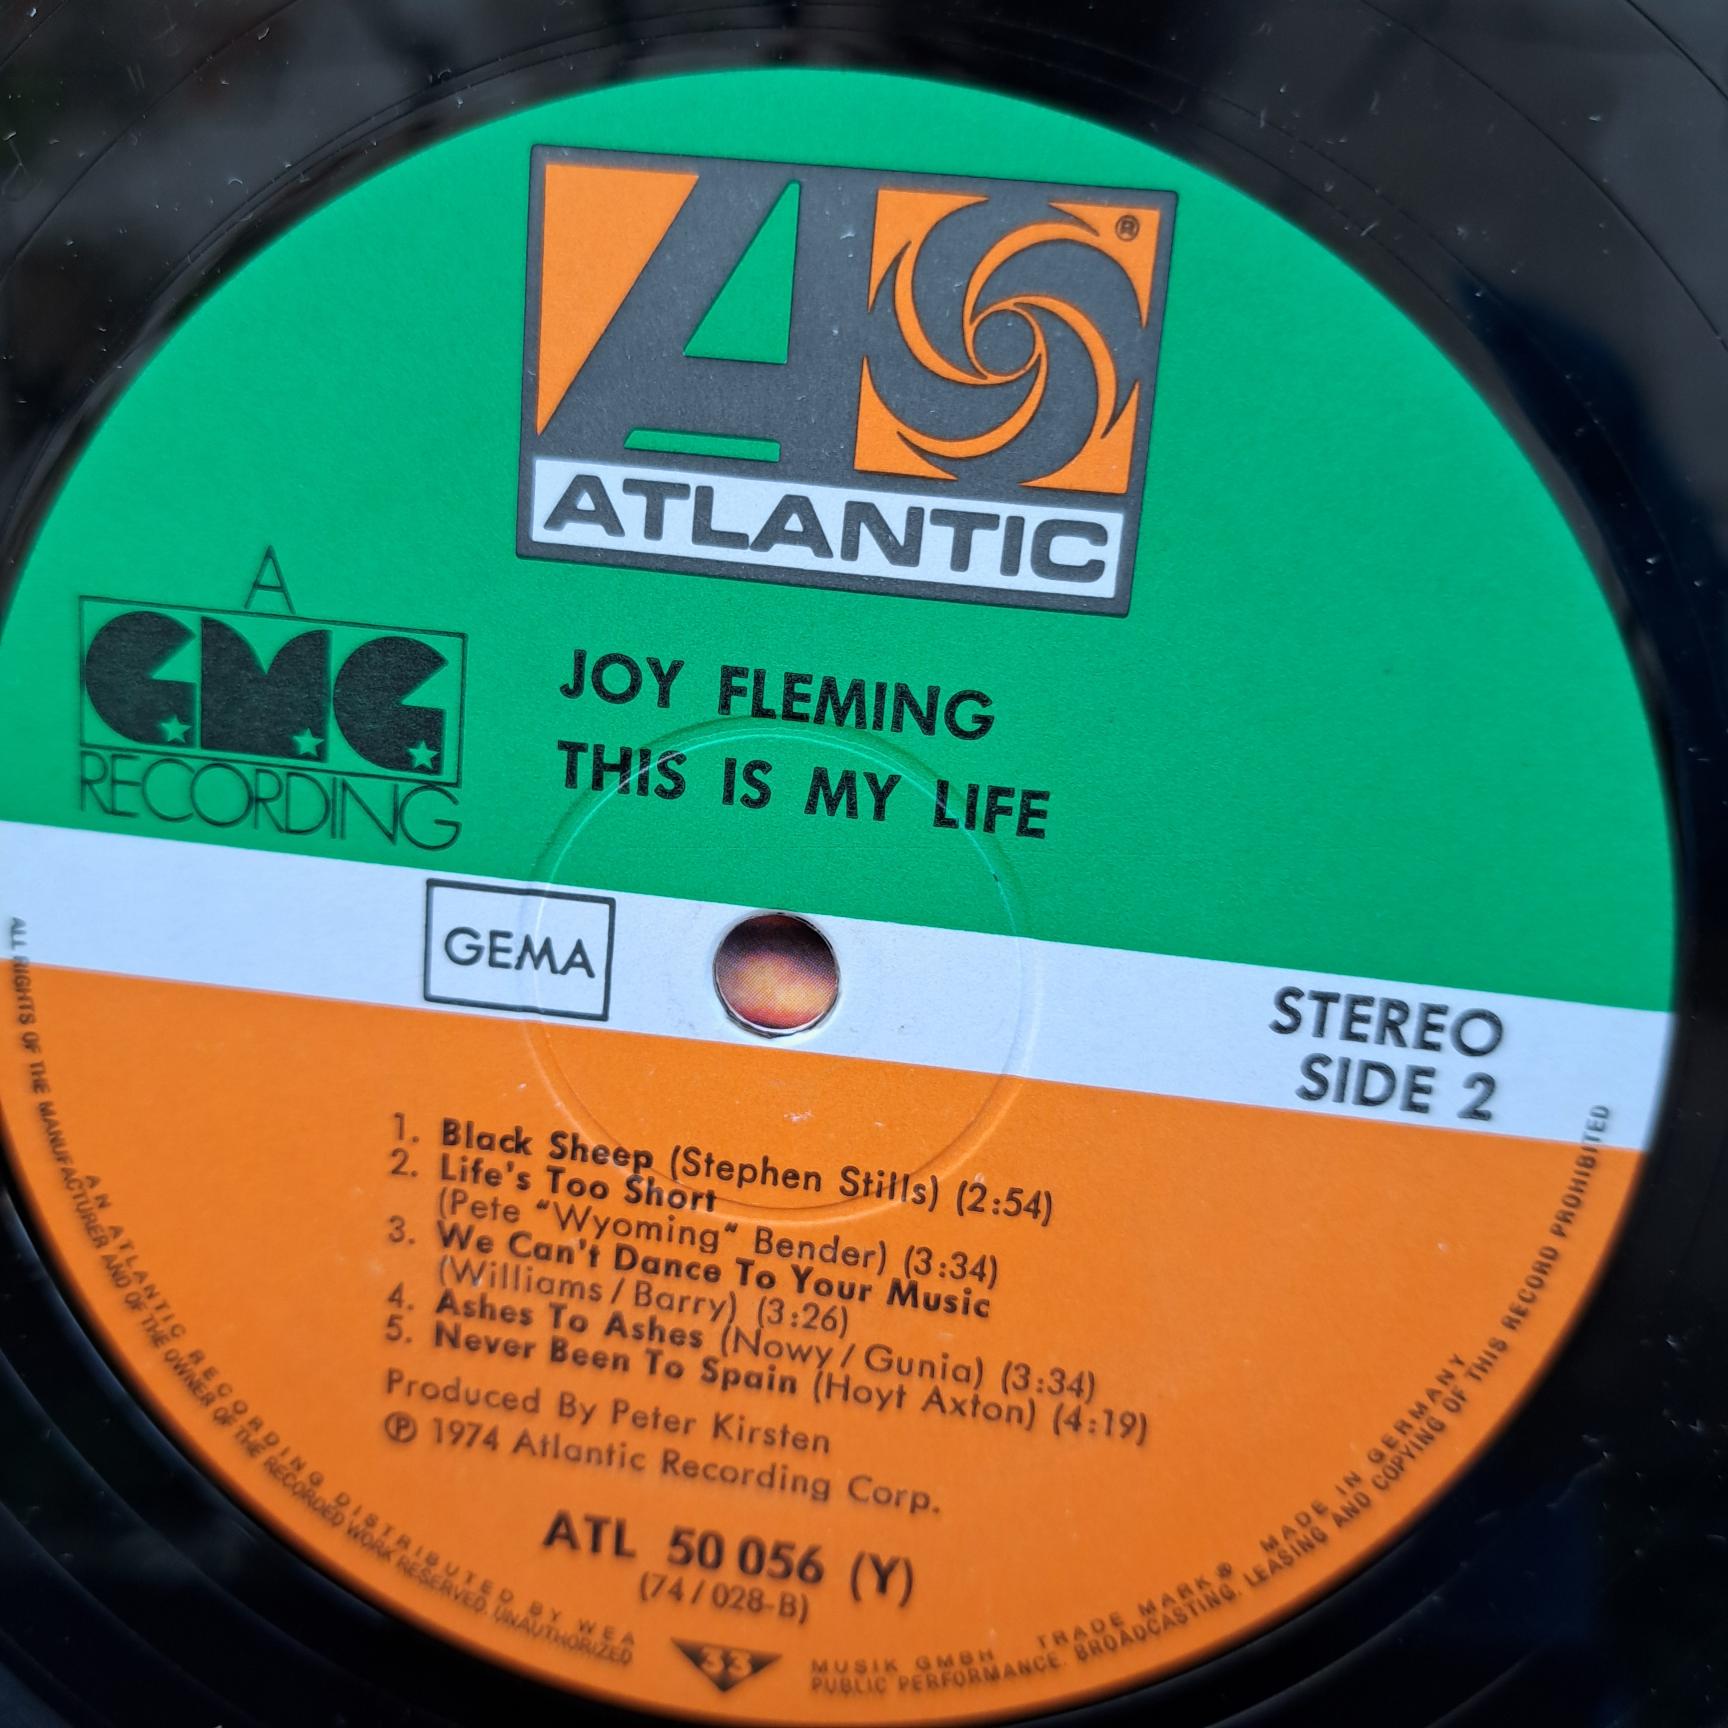 ®
ATLANTIC
A
GMG
RECORDING
JOY FLEMING
THIS IS MY LIFE
GEMA
STEREO
SIDE 2
1. Black Sheep (Stephen Stills) (2:54)
2. Life's Too Short
(Pete "Wyoming" Bender) (3:34)
3. We Can't Dance To Your Music
(Williams/Barry) (3:26)
4. Ashes To Ashes (Nowy/Gunia) (3:34)
5. Never Been To Spain (Hoyt Axton) (4:19)
Produced By Peter Kirsten
℗ 1974 Atlantic Recording Corp.
ATL 50 056 (Y)
(74/028-B)
33
AN ATLANTIC RECORDING DISTRIBUTED BY WEA MUSIK GMBH TRADE MARK® MADE IN GERMANY
ALL RIGHTS OF THE MANUFACTURER AND OF THE OWNER OF THE RECORDED WORK RESERVED. UNAUTHORIZED PUBLIC PERFORMANCE. BROADCASTING. LEASING AND COPYING OF THIS RECORD PROHIBITED